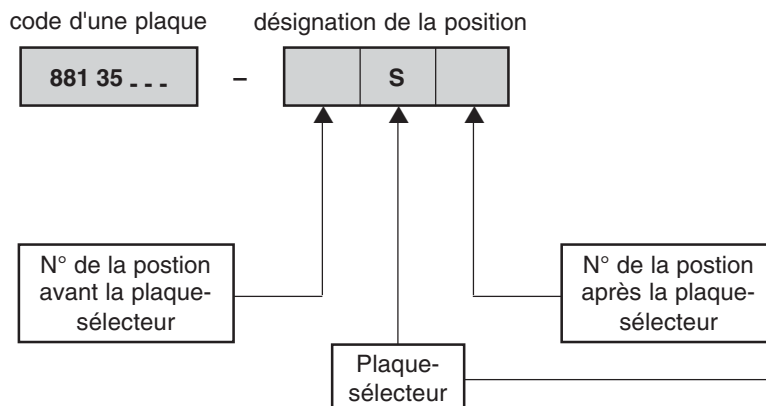 code d'une plaque
désignation de la position
881 35 _ _ _
–
S
N° de la postion
avant la plaque-
sélecteur
N° de la postion
après la plaque-
sélecteur
Plaque-
sélecteur